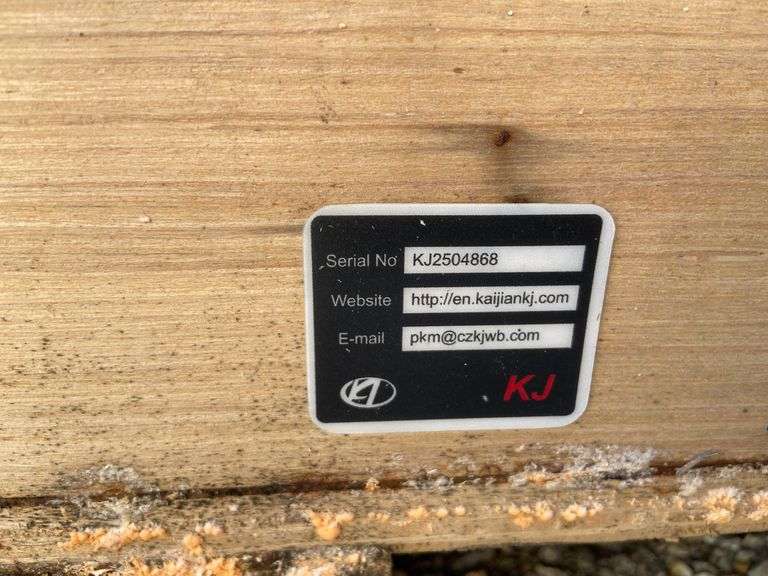 Serial No KJ2504868
Website http://en.kaijiankj.com
E-mail pkm@czkjwb.com
KJ